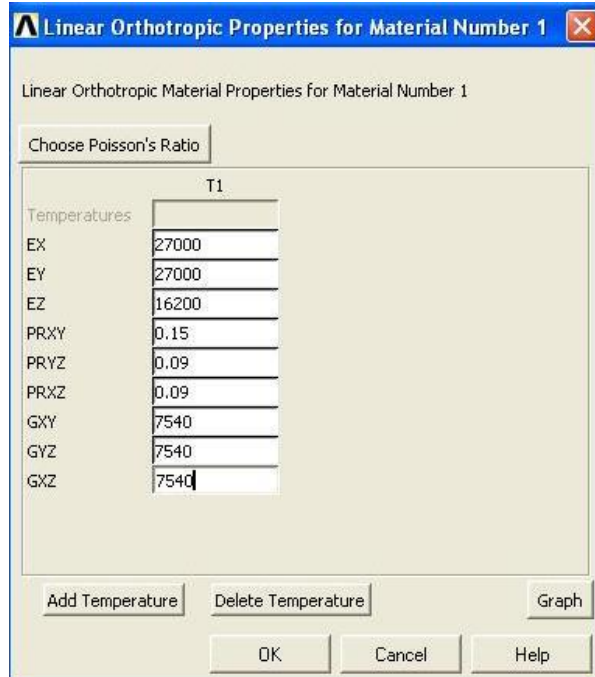 Linear Orthotropic Properties for Material Number 1
Linear Orthotropic Material Properties for Material Number 1
Choose Poisson's Ratio
T1
Temperatures
EX 27000
EY 27000
EZ 16200
PRXY 0.15
PRYZ 0.09
PRXZ 0.09
GXY 7540
GYZ 7540
GXZ 7540
Add Temperature Delete Temperature Graph
OK Cancel Help